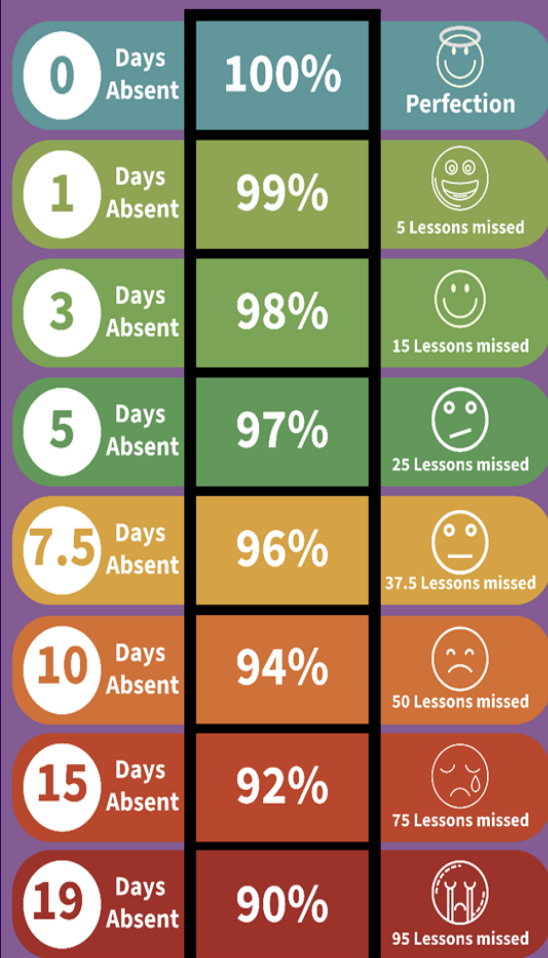 0
Days
Absent
100%
Perfection
1
Days
Absent
99%
5 Lessons missed
3
Days
Absent
98%
15 Lessons missed
5
Days
Absent
97%
25 Lessons missed
7.5
Days
Absent
96%
37.5 Lessons missed
10
Days
Absent
94%
50 Lessons missed
15
Days
Absent
92%
75 Lessons missed
19
Days
Absent
90%
95 Lessons missed